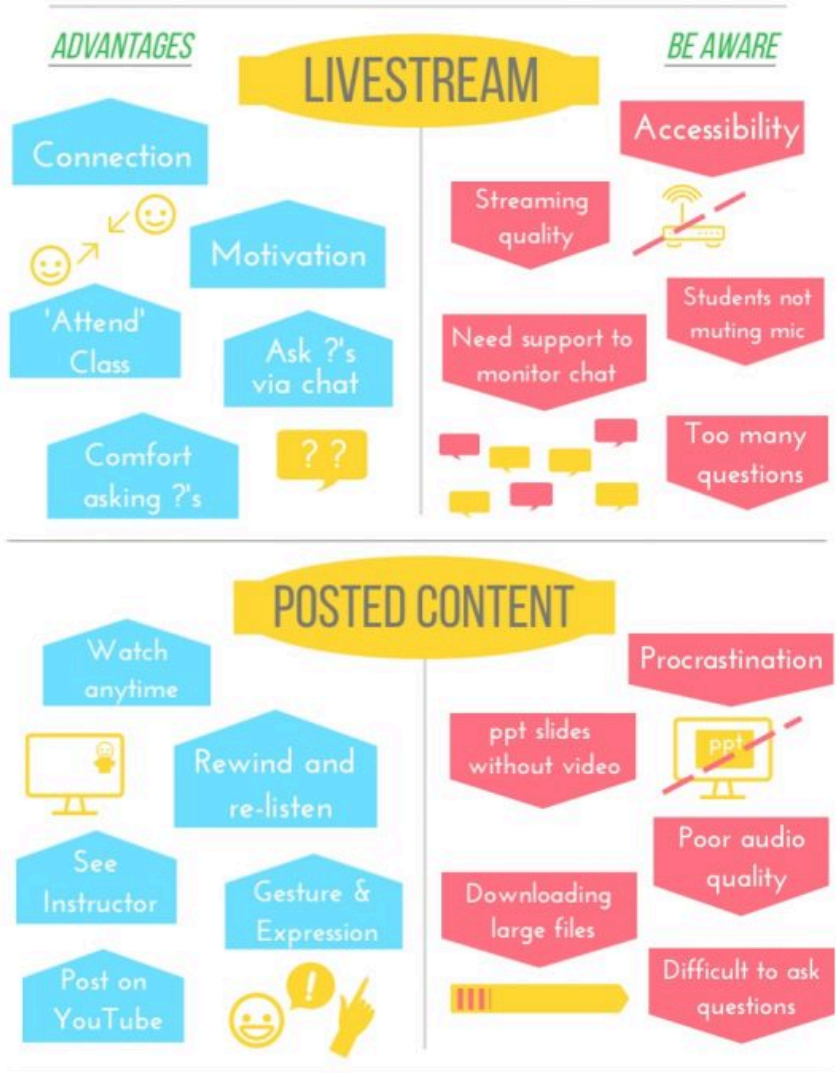 ADVANTAGES
LIVESTREAM
BE AWARE
Connection
Motivation
'Attend'
Class
Ask ?'s
via chat
Comfort
asking ?'s
? ?
Accessibility
Streaming
quality
Students not
muting mic
Need support to
monitor chat
Too many
questions
POSTED CONTENT
Watch
anytime
Rewind and
re-listen
See
Instructor
Gesture &
Expression
Post on
YouTube
!
Procrastination
ppt slides
without video
ppt
Poor audio
quality
Downloading
large files
Difficult to ask
questions